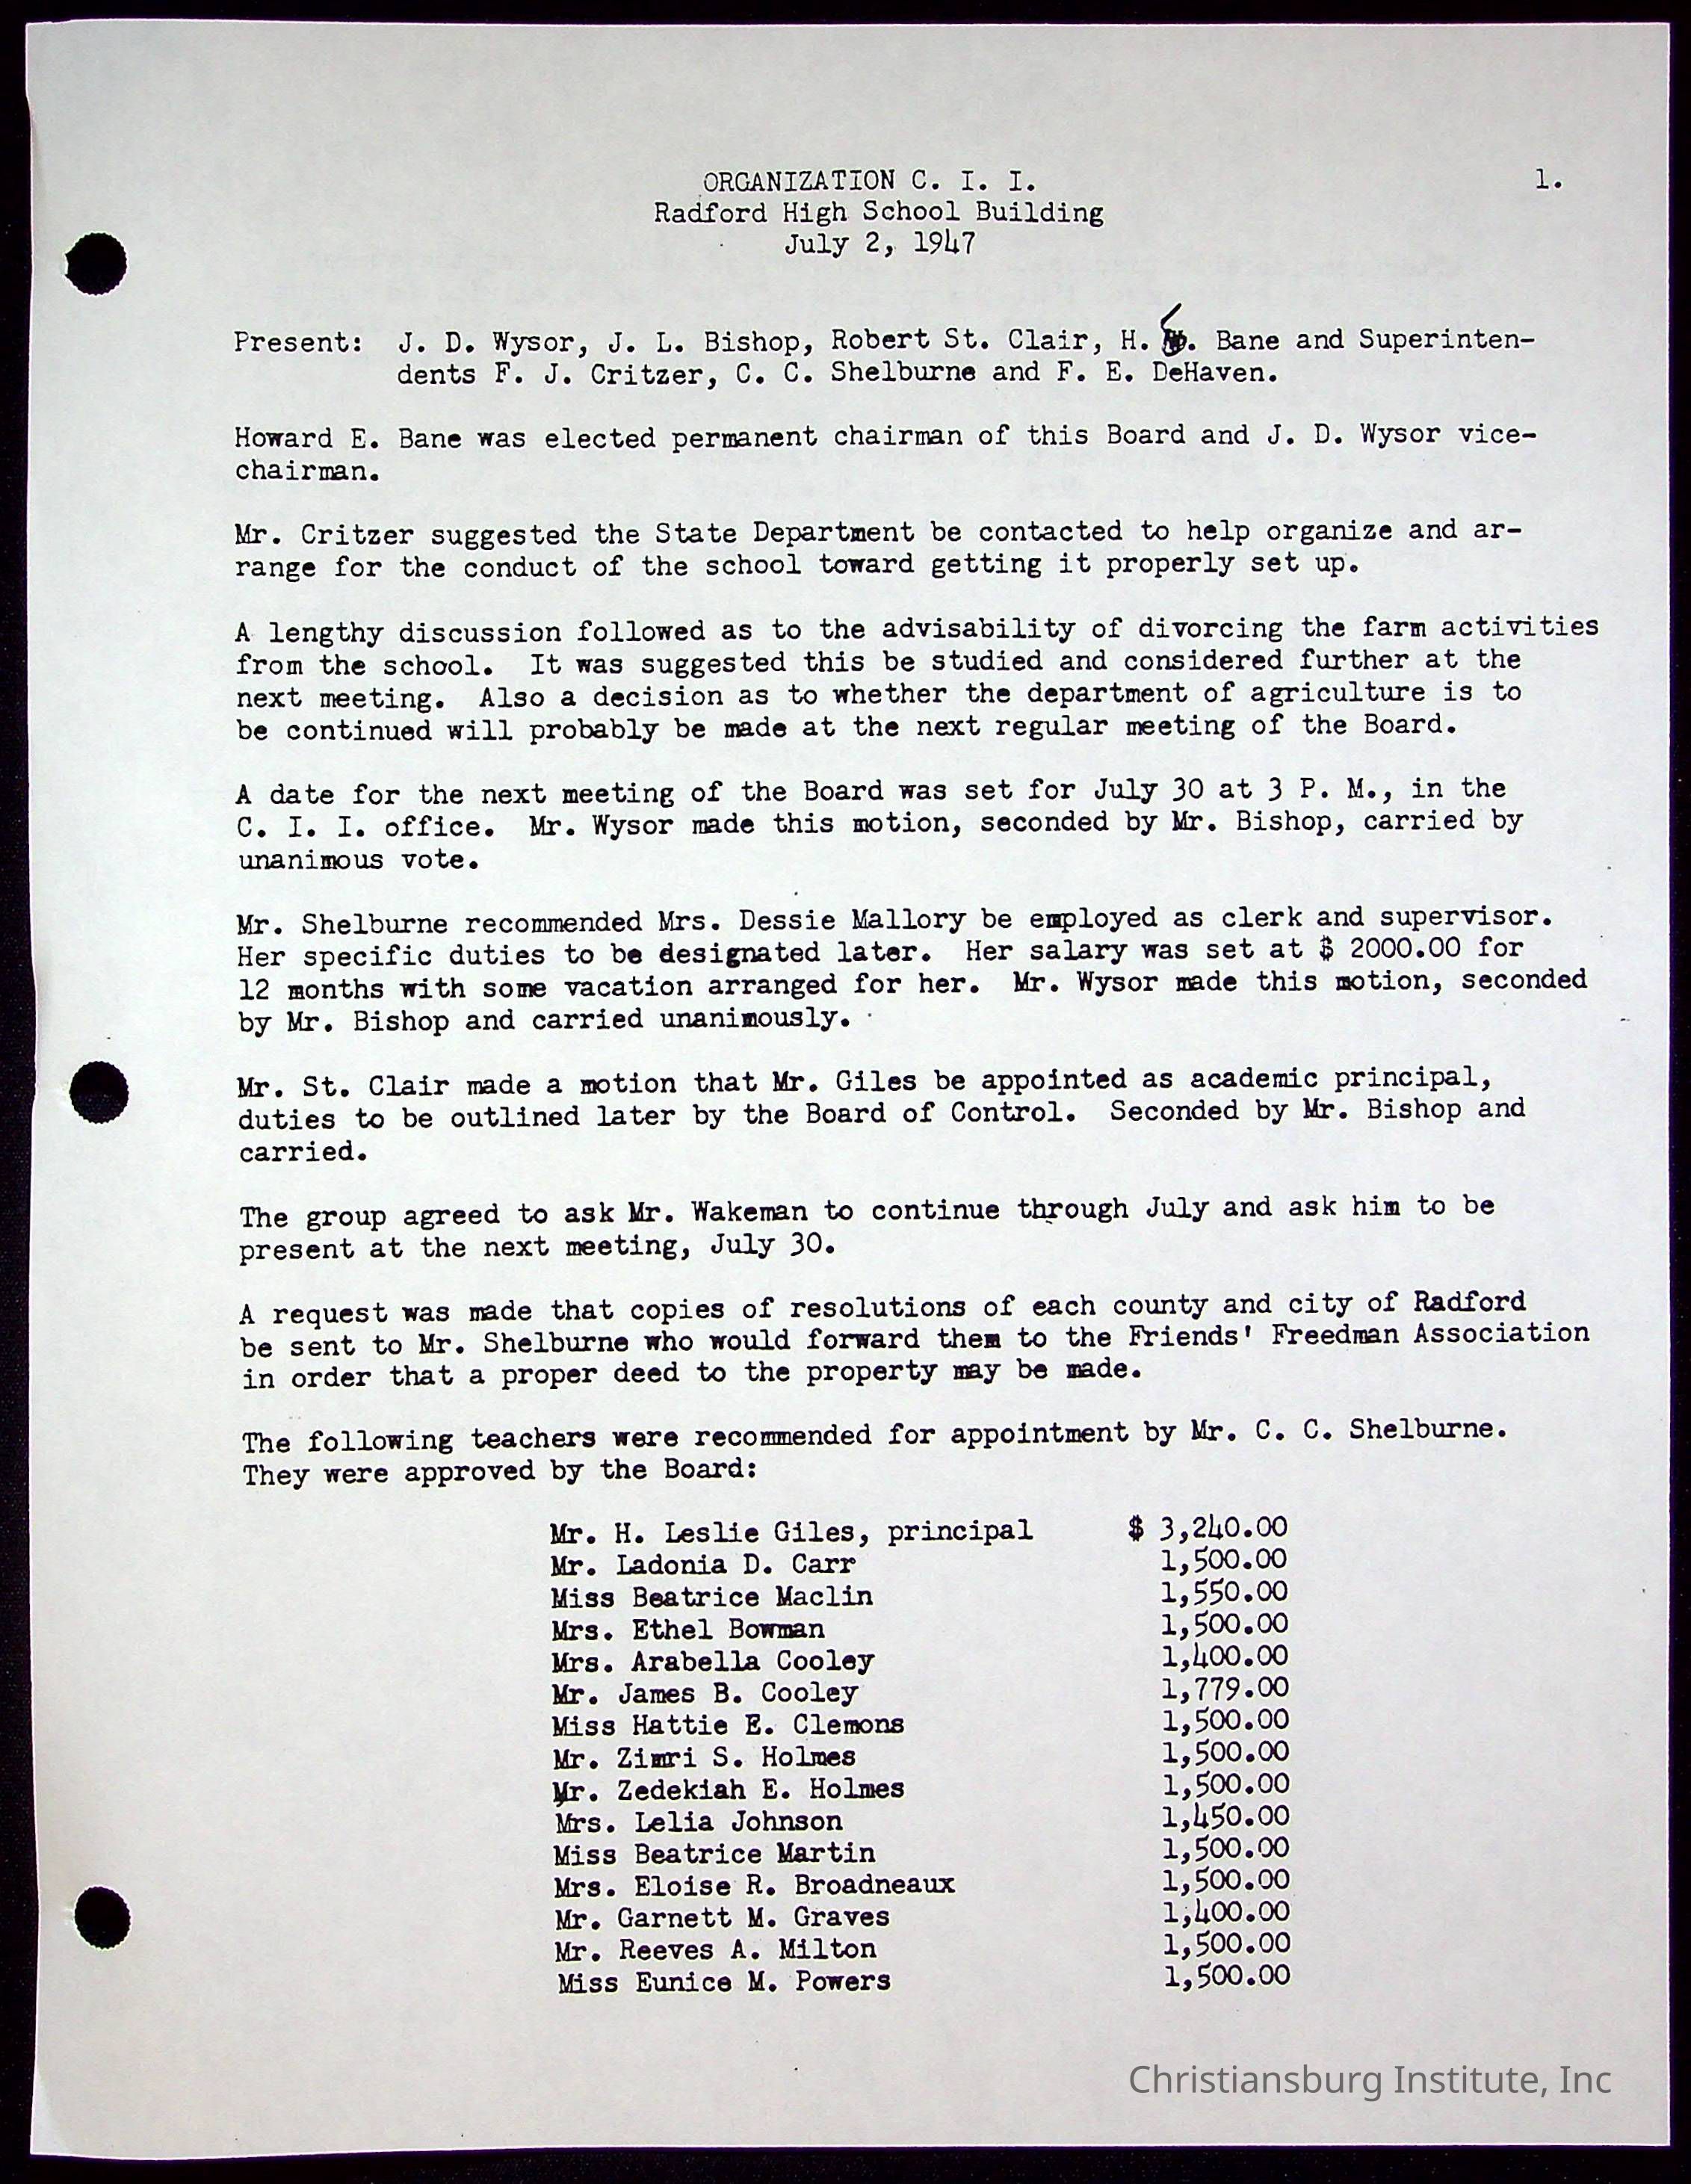 ORGANIZATION C. I. I.
1.
Radford High School Building
July 2, 1947
Present: J. D. Wysor, J. L. Bishop, Robert St. Clair, H. Bane and Superinten-
dents F. J. Critzer, C. C. Shelburne and F. E. DeHaven.
Howard E. Bane was elected permanent chairman of this Board and J. D. Wysor vice-
chairman.
Mr. Critzer suggested the State Department be contacted to help organize and ar-
range for the conduct of the school toward getting it properly set up.
A lengthy discussion followed as to the advisability of divorcing the farm activities
from the school. It was suggested this be studied and considered further at the
next meeting. Also a decision as to whether the department of agriculture is to
be continued will probably be made at the next regular meeting of the Board.
A date for the next meeting of the Board was set for July 30 at 3 P. M., in the
C. I. I. office. Mr. Wysor made this motion, seconded by Mr. Bishop, carried by
unanimous vote.
Mr. Shelburne recommended Mrs. Dessie Mallory be employed as clerk and supervisor.
Her specific duties to be designated later. Her salary was set at $ 2000.00 for
12 months with some vacation arranged for her. Mr. Wysor made this motion, seconded
by Mr. Bishop and carried unanimously.
Mr. St. Clair made a motion that Mr. Giles be appointed as academic principal,
duties to be outlined later by the Board of Control. Seconded by Mr. Bishop and
carried.
The group agreed to ask Mr. Wakeman to continue through July and ask him to be
present at the next meeting, July 30.
A request was made that copies of resolutions of each county and city of Radford
be sent to Mr. Shelburne who would forward them to the Friends' Freedman Association
in order that a proper deed to the property may be made.
The following teachers were recommended for appointment by Mr. C. C. Shelburne.
They were approved by the Board:
Mr. H. Leslie Giles, principal $ 3,240.00
Mr. Ladonia D. Carr 1,500.00
Miss Beatrice Maclin 1,550.00
Mrs. Ethel Bowman 1,500.00
Mrs. Arabella Cooley 1,400.00
Mr. James B. Cooley 1,779.00
Miss Hattie E. Clemons 1,500.00
Mr. Zimri S. Holmes 1,500.00
Mr. Zedekiah E. Holmes 1,500.00
Mrs. Lelia Johnson 1,450.00
Miss Beatrice Martin 1,500.00
Mrs. Eloise R. Broadneaux 1,500.00
Mr. Garnett M. Graves 1,400.00
Mr. Reeves A. Milton 1,500.00
Miss Eunice M. Powers 1,500.00
Christiansburg Institute, Inc